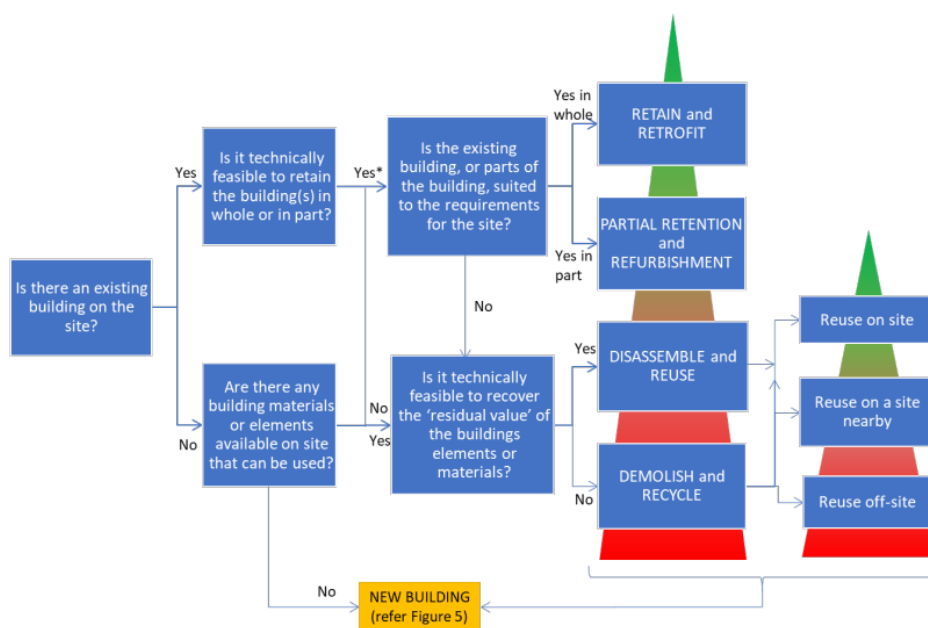 Is there an existing
building on the
site?
Yes
No
Is it technically
feasible to retain
the building(s) in
whole or in part?
Are there any
building materials
or elements
available on site
that can be used?
Yes*
No
Yes
Is the existing
building, or parts of
the building, suited
to the requirements
for the site?
No
Is it technically
feasible to recover
the ‘residual value’ of
the buildings
elements or
materials?
Yes in
whole
Yes in
part
Yes
No
RETAIN and
RETROFIT
PARTIAL RETENTION
and
REFURBISHMENT
DISASSEMBLE and
REUSE
DEMOLISH and
RECYCLE
Reuse on site
Reuse on a site
nearby
Reuse off-site
No
NEW BUILDING
(refer Figure 5)